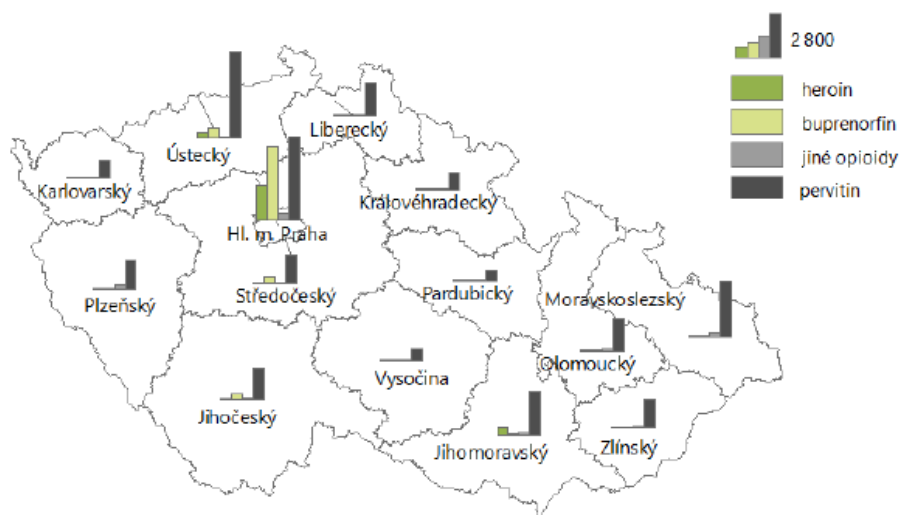 2 800
heroin
buprenorfin
jiné opioidy
pervitin
Liberecký
Ústecký
Karlovarský
Královéhradecký
Hl. m. Praha
Plzeňský
Středočeský
Pardubický
Moravskoslezský
Olomoucký
Vysočina
Jihočeský
Jihomoravský
Zlínský